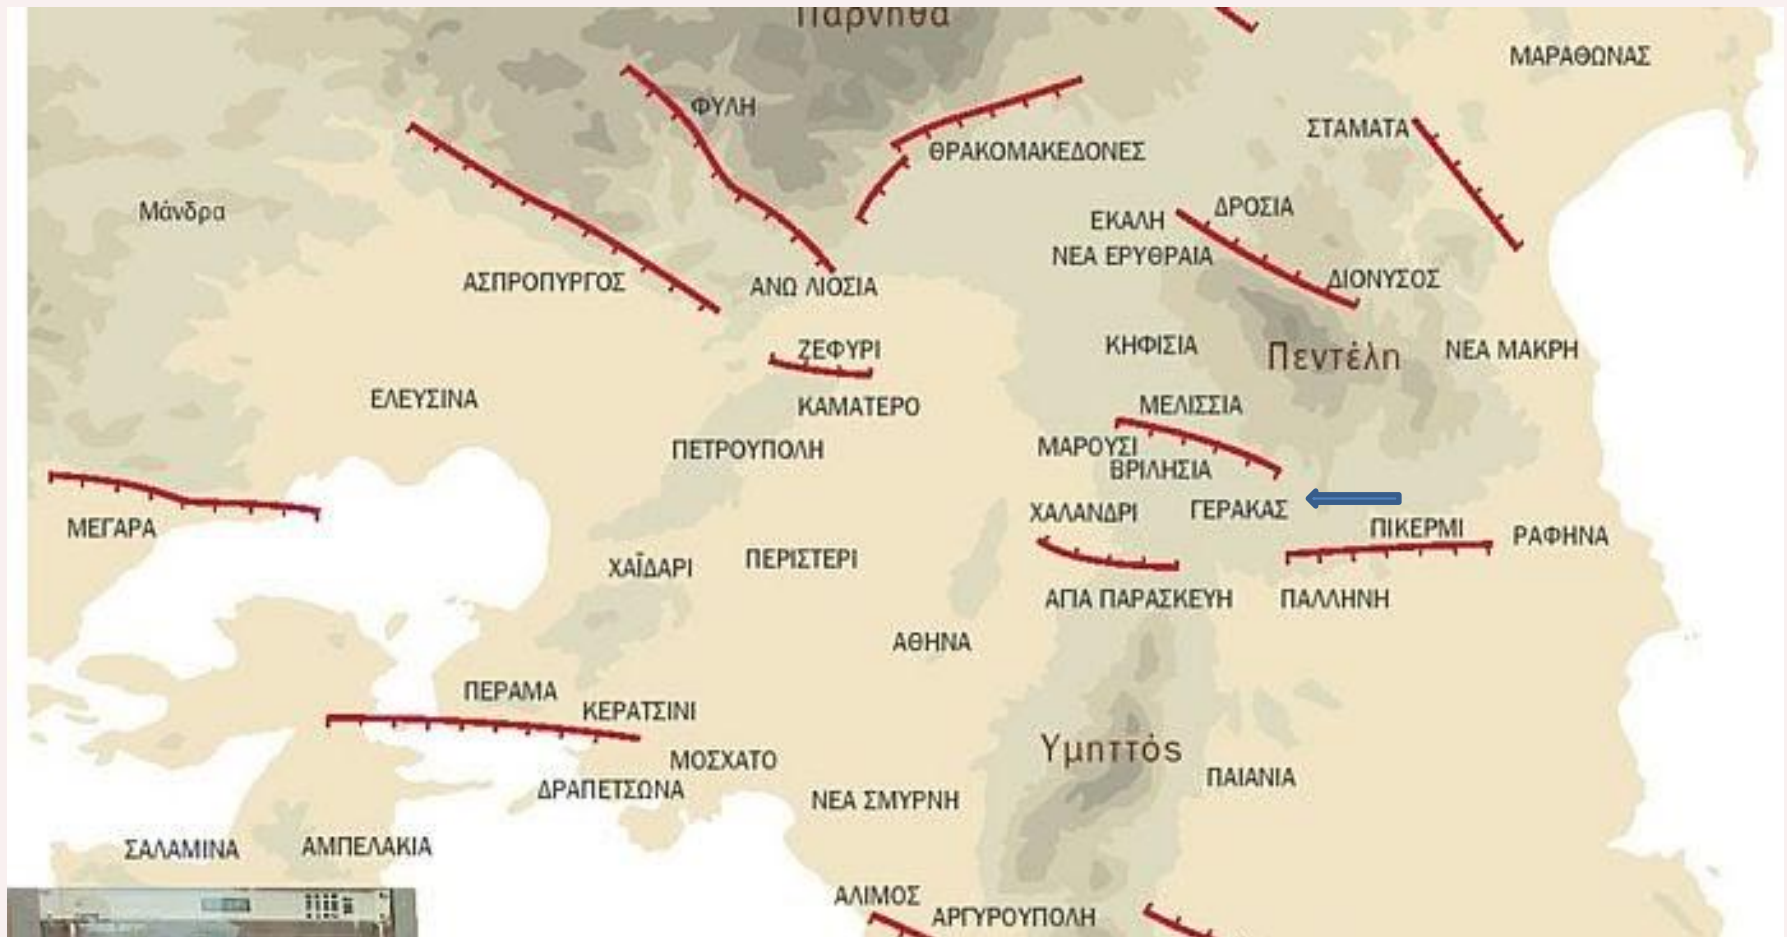 Πάρνηθα
ΜΑΡΑΘΩΝΑΣ
ΦΥΛΗ
ΣΤΑΜΑΤΑ
ΘΡΑΚΟΜΑΚΕΔΟΝΕΣ
Μάνδρα
ΕΚΑΛΗ
ΔΡΟΣΙΑ
ΝΕΑ ΕΡΥΘΡΑΙΑ
ΑΣΠΡΟΠΥΡΓΟΣ
ΑΝΩ ΛΙΟΣΙΑ
ΔΙΟΝΥΣΟΣ
ΖΕΦΥΡΙ
ΚΗΦΙΣΙΑ
Πεντέλη
ΝΕΑ ΜΑΚΡΗ
ΕΛΕΥΣΙΝΑ
ΚΑΜΑΤΕΡΟ
ΜΕΛΙΣΣΙΑ
ΠΕΤΡΟΥΠΟΛΗ
ΜΑΡΟΥΣΙ
ΒΡΙΛΗΣΙΑ
ΜΕΓΑΡΑ
ΧΑΛΑΝΔΡΙ
ΓΕΡΑΚΑΣ
ΠΙΚΕΡΜΙ
ΡΑΦΗΝΑ
ΧΑΪΔΑΡΙ
ΠΕΡΙΣΤΕΡΙ
ΑΓΙΑ ΠΑΡΑΣΚΕΥΗ
ΠΑΛΛΗΝΗ
ΑΘΗΝΑ
ΠΕΡΑΜΑ
ΚΕΡΑΤΣΙΝΙ
Υμηττός
ΜΟΣΧΑΤΟ
ΠΑΙΑΝΙΑ
ΔΡΑΠΕΤΣΩΝΑ
ΝΕΑ ΣΜΥΡΝΗ
ΣΑΛΑΜΙΝΑ
ΑΜΠΕΛΑΚΙΑ
ΑΛΙΜΟΣ
ΑΡΓΥΡΟΥΠΟΛΗ